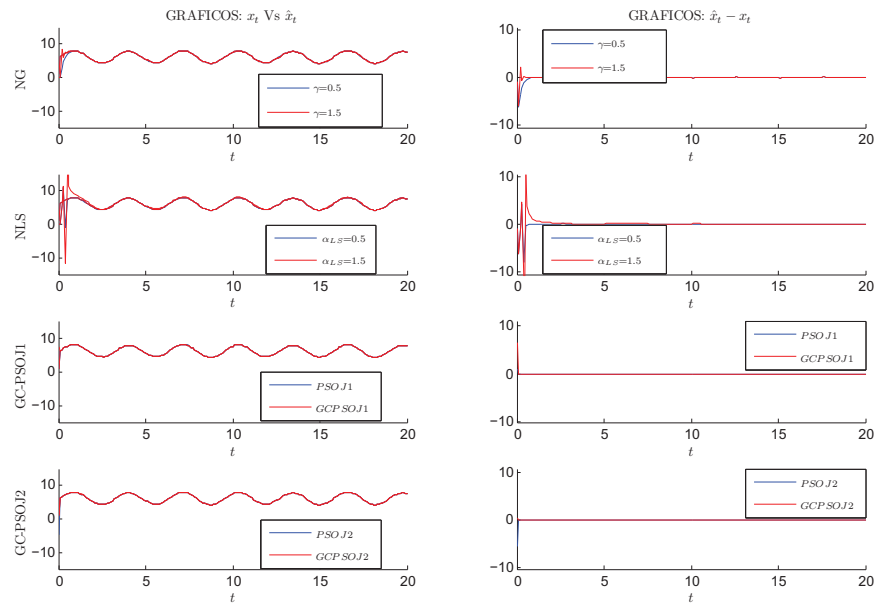 GRAFICOS: xₜ Vs x̂ₜ
GRAFICOS: x̂ₜ − xₜ
NG
10
0
−10
0 5 10 15 20
t
γ=0.5
γ=1.5
10
0
−10
0 5 10 15 20
t
γ=0.5
γ=1.5
NLS
10
0
−10
0 5 10 15 20
t
α_LS=0.5
α_LS=1.5
10
0
−10
0 5 10 15 20
t
α_LS=0.5
α_LS=1.5
GC-PSOJ1
10
0
−10
0 5 10 15 20
t
PSOJ1
GCPSOJ1
10
0
−10
0 5 10 15 20
t
PSOJ1
GCPSOJ1
GC-PSOJ2
10
0
−10
0 5 10 15 20
t
PSOJ2
GCPSOJ2
10
0
−10
0 5 10 15 20
t
PSOJ2
GCPSOJ2